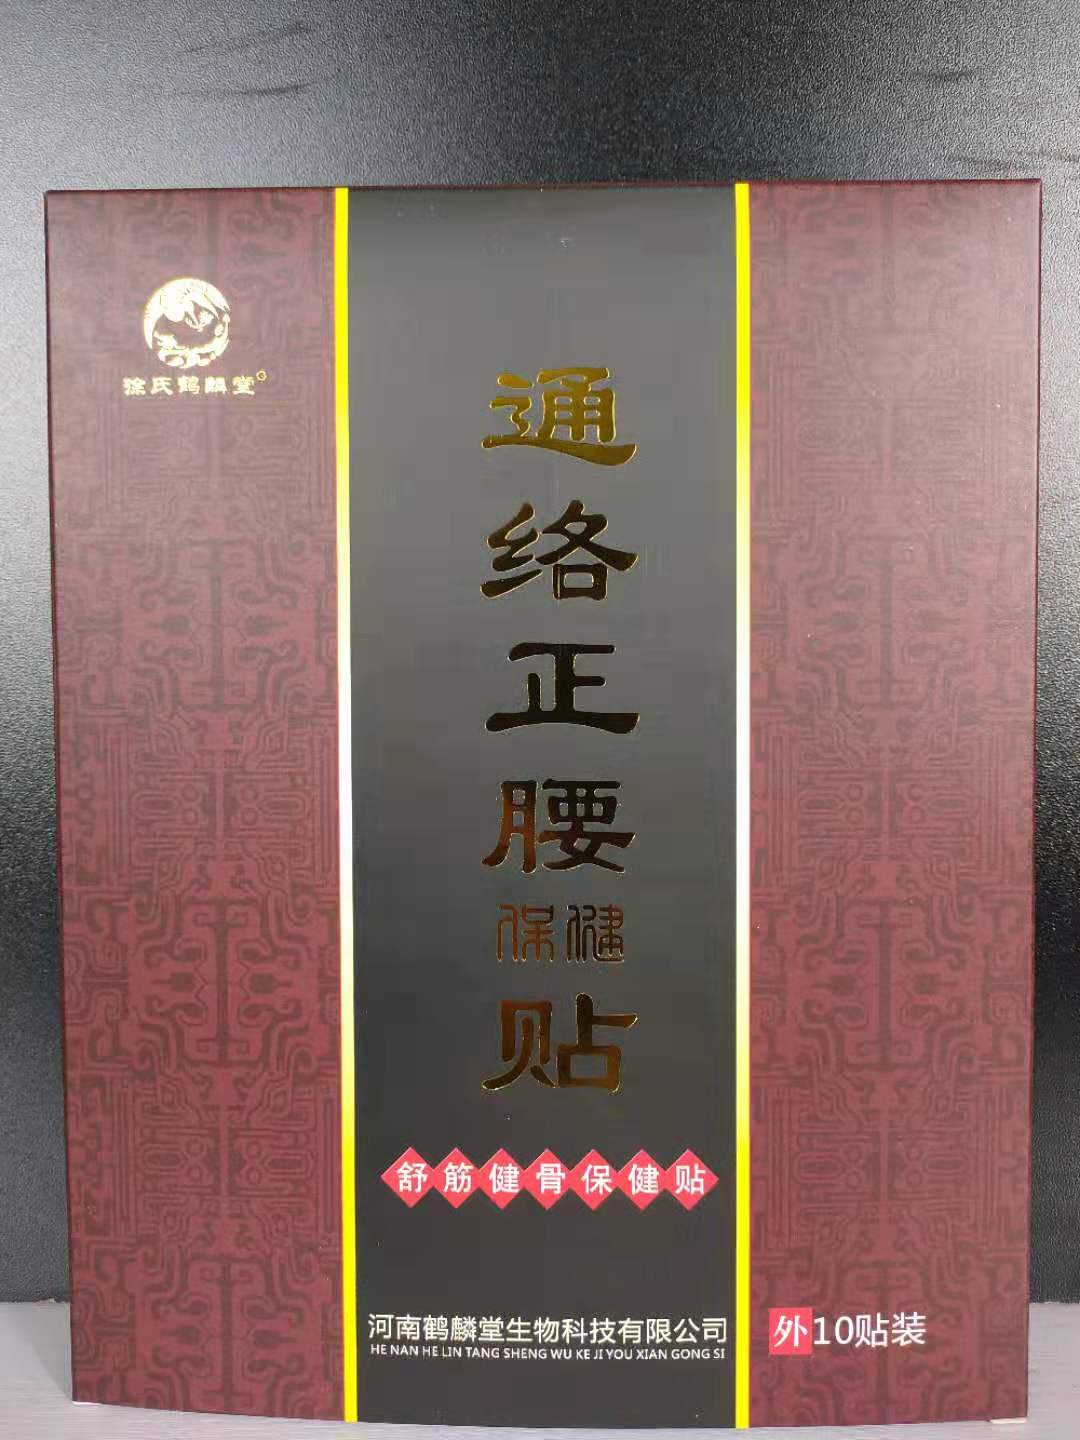 徐氏鹤麟堂
通络正腰
保健
贴
舒筋健骨保健贴
河南鹤麟堂生物科技有限公司
HE NAN HE LIN TANG SHENG WU KE JI YOU XIAN GONG SI
外10贴装